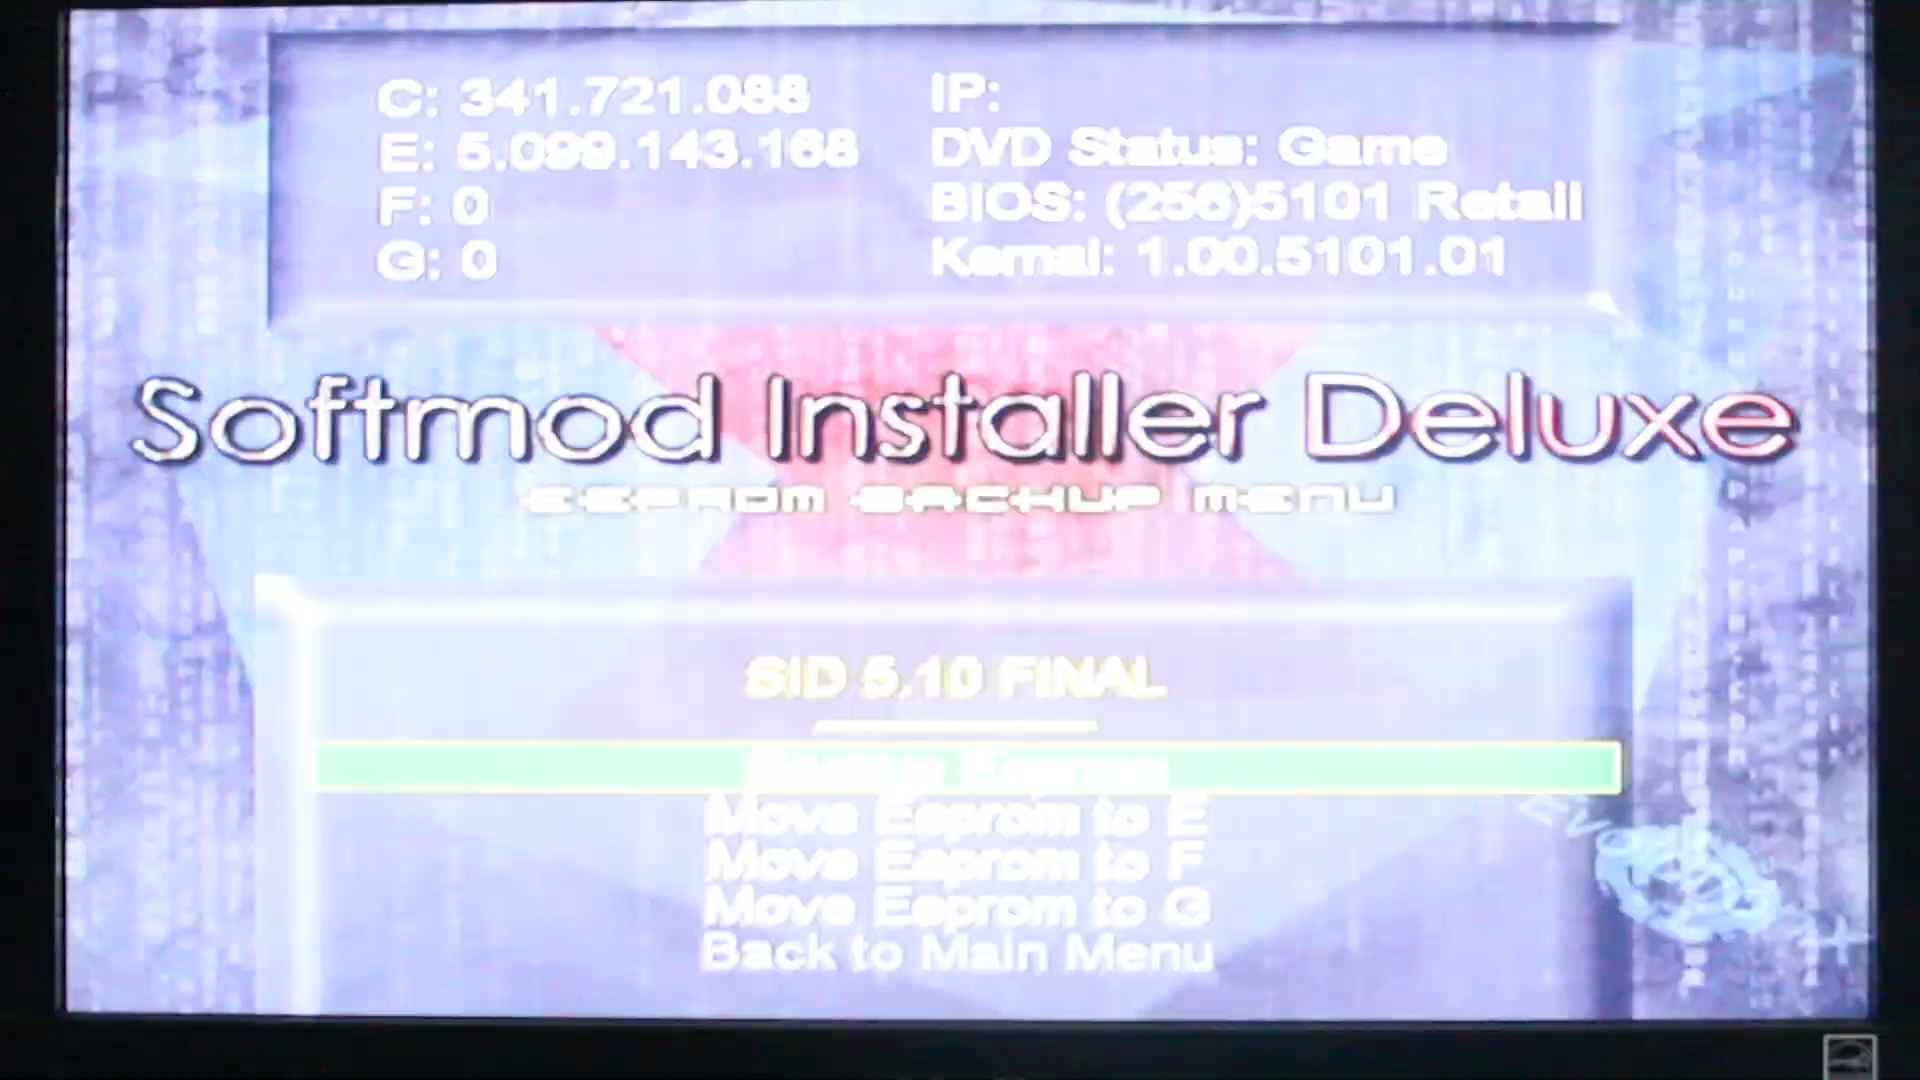 C: 341.721.088
E: 5.099.143.168
F: 0
G: 0
IP:
DVD Status: Game
BIOS: (256)5101 Retail
Kernal: 1.00.5101.01
Softmod Installer Deluxe
EEPROM BACKUP MENU
SID 5.10 FINAL
Backup Eeprom
Move Eeprom to E
Move Eeprom to F
Move Eeprom to G
Back to Main Menu